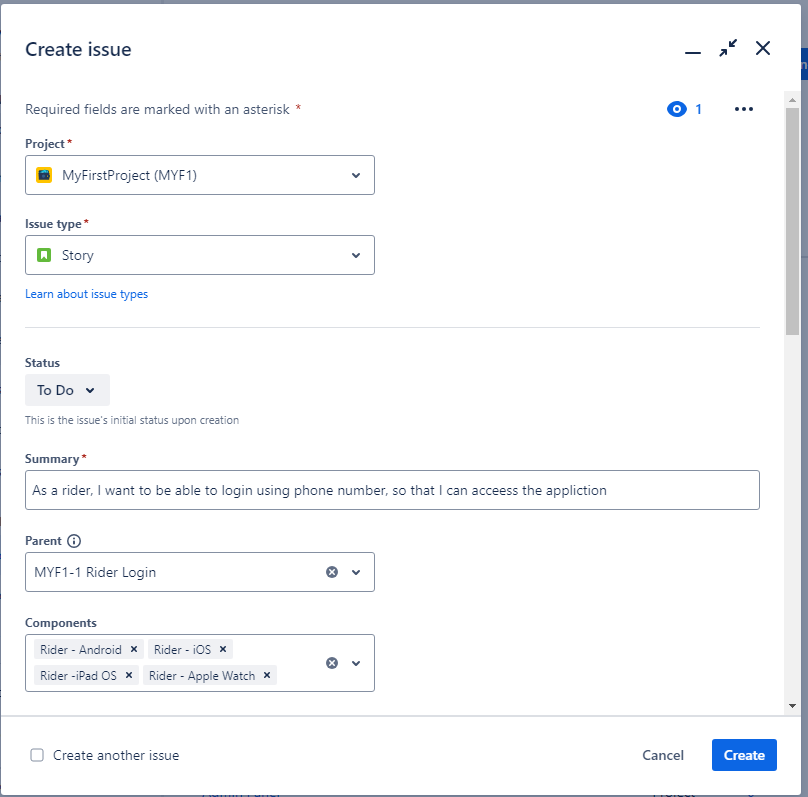 Create issue
Required fields are marked with an asterisk *
1
Project*
MyFirstProject (MYF1)
Issue type*
Story
Learn about issue types
Status
To Do
This is the issue's initial status upon creation
Summary*
As a rider, I want to be able to login using phone number, so that I can acceess the appliction
Parent
MYF1-1 Rider Login
Components
Rider - Android
Rider - iOS
Rider -iPad OS
Rider - Apple Watch
Create another issue
Cancel
Create